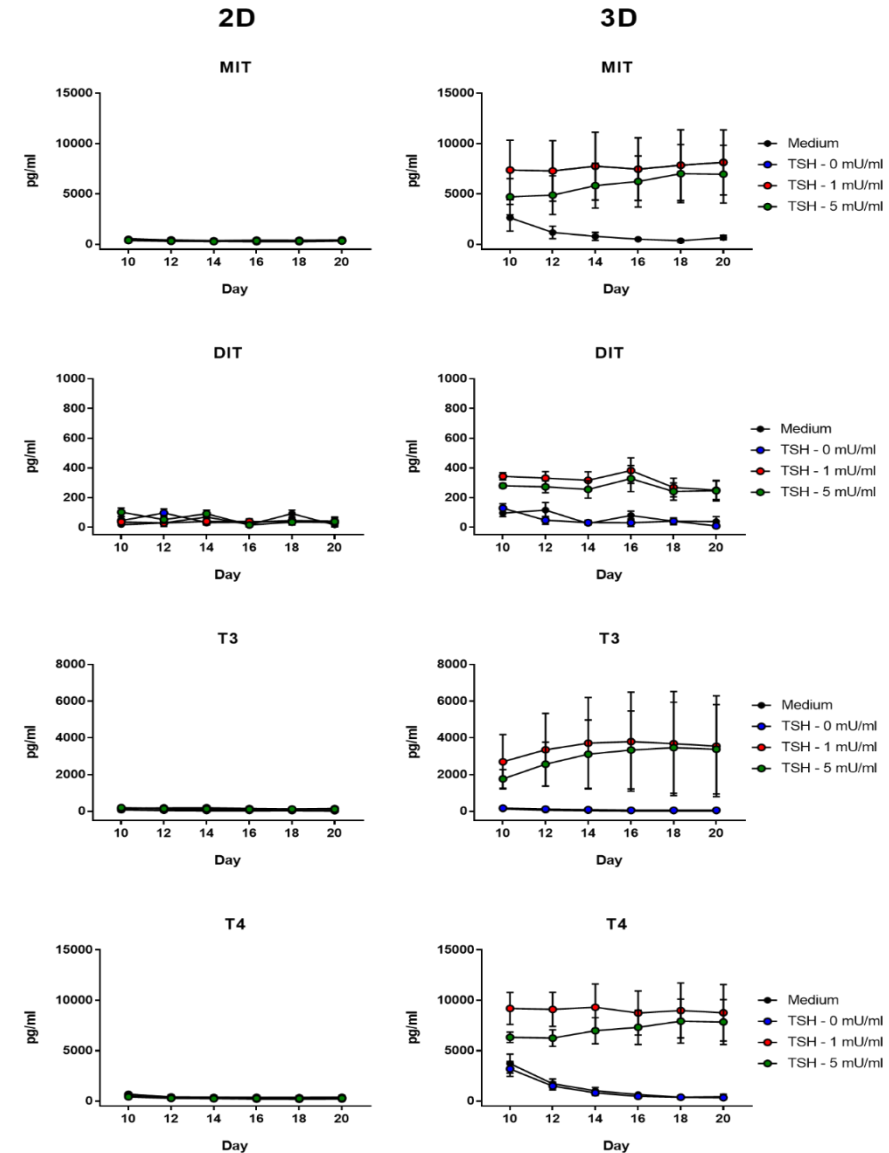 2D
3D
MIT
15000
10000
5000
0
pg/ml
10 12 14 16 18 20
Day
MIT
15000
10000
5000
0
pg/ml
10 12 14 16 18 20
Day
Medium
TSH - 0 mU/ml
TSH - 1 mU/ml
TSH - 5 mU/ml
DIT
1000
800
600
400
200
0
pg/ml
10 12 14 16 18 20
Day
DIT
1000
800
600
400
200
0
pg/ml
10 12 14 16 18 20
Day
Medium
TSH - 0 mU/ml
TSH - 1 mU/ml
TSH - 5 mU/ml
T3
8000
6000
4000
2000
0
pg/ml
10 12 14 16 18 20
Day
T3
8000
6000
4000
2000
0
pg/ml
10 12 14 16 18 20
Day
Medium
TSH - 0 mU/ml
TSH - 1 mU/ml
TSH - 5 mU/ml
T4
15000
10000
5000
0
pg/ml
10 12 14 16 18 20
Day
T4
15000
10000
5000
0
pg/ml
10 12 14 16 18 20
Day
Medium
TSH - 0 mU/ml
TSH - 1 mU/ml
TSH - 5 mU/ml